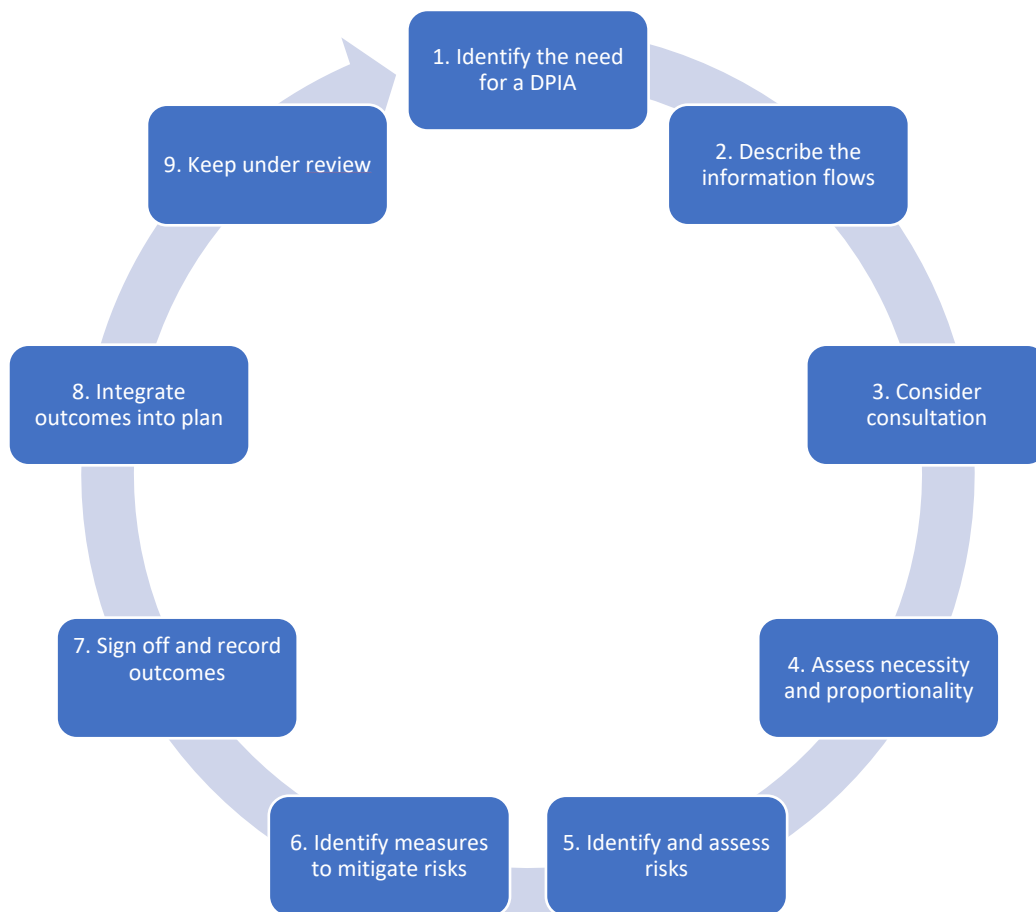 1. Identify the need
for a DPIA
2. Describe the
information flows
3. Consider
consultation
4. Assess necessity
and proportionality
5. Identify and assess
risks
6. Identify measures
to mitigate risks
7. Sign off and record
outcomes
8. Integrate
outcomes into plan
9. Keep under review